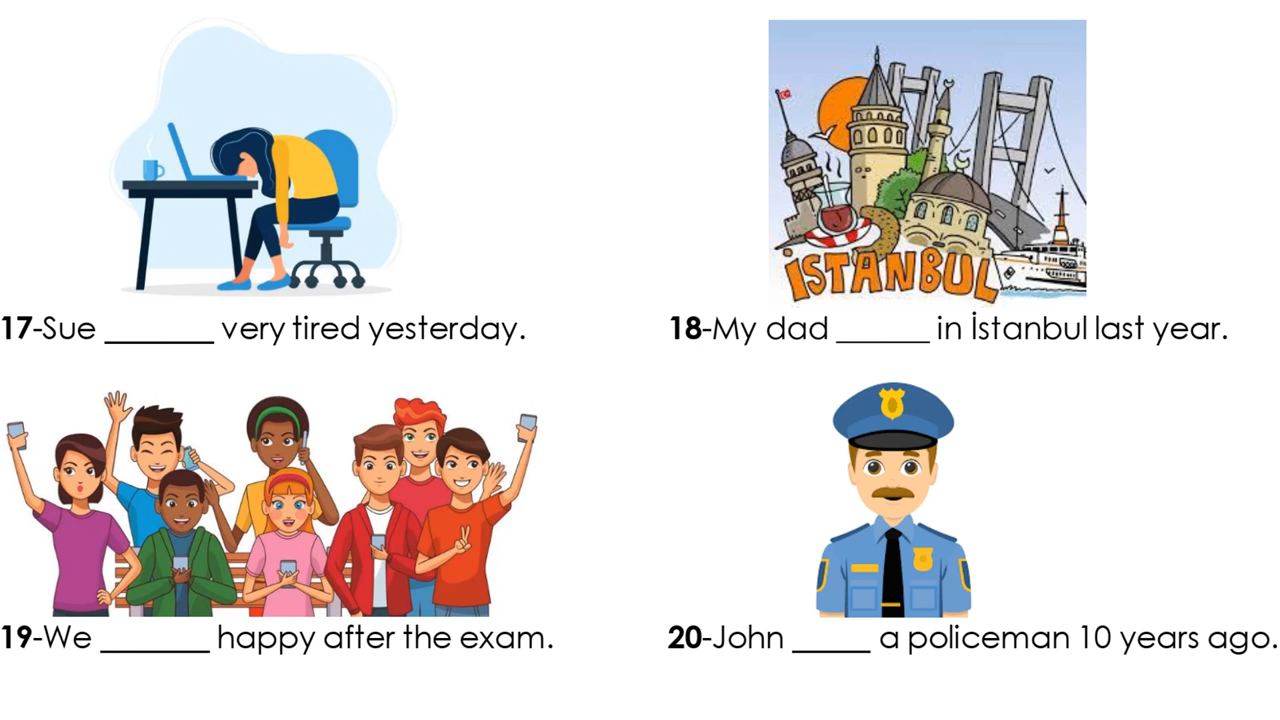 İSTANBUL
17-Sue _______ very tired yesterday.
18-My dad ______ in İstanbul last year.
19-We _______ happy after the exam.
20-John _____ a policeman 10 years ago.